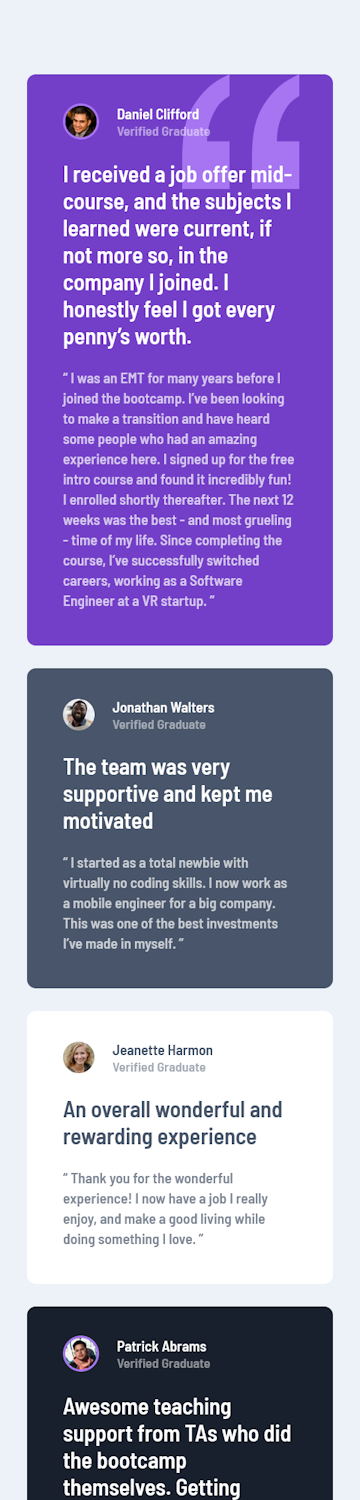 Daniel Clifford
Verified Graduate
I received a job offer mid-
course, and the subjects I
learned were current, if
not more so, in the
company I joined. I
honestly feel I got every
penny’s worth.
“ I was an EMT for many years before I
joined the bootcamp. I’ve been looking
to make a transition and have heard
some people who had an amazing
experience here. I signed up for the free
intro course and found it incredibly fun!
I enrolled shortly thereafter. The next 12
weeks was the best - and most grueling
- time of my life. Since completing the
course, I’ve successfully switched
careers, working as a Software
Engineer at a VR startup. ”
Jonathan Walters
Verified Graduate
The team was very
supportive and kept me
motivated
“ I started as a total newbie with
virtually no coding skills. I now work as
a mobile engineer for a big company.
This was one of the best investments
I’ve made in myself. ”
Jeanette Harmon
Verified Graduate
An overall wonderful and
rewarding experience
“ Thank you for the wonderful
experience! I now have a job I really
enjoy, and make a good living while
doing something I love. ”
Patrick Abrams
Verified Graduate
Awesome teaching
support from TAs who did
the bootcamp
themselves. Getting